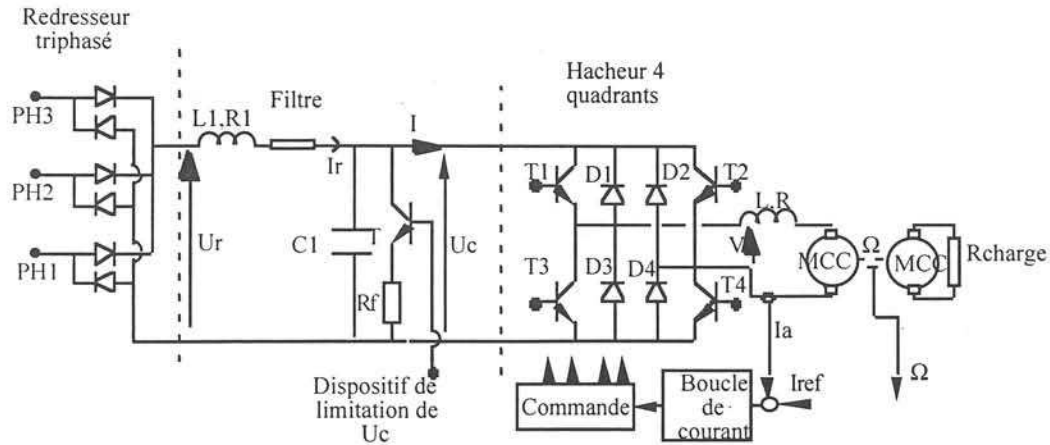 Redresseur
triphasé
PH3
PH2
PH1
Ur
L1,R1
Filtre
Ir
I
C1
T
Rf
Uc
Dispositif de
limitation de
Uc
Hacheur 4
quadrants
T1
D1
D2
T2
T3
D3
D4
T4
L,R
V
MCC
Ω
MCC
Rcharge
Ia
Ω
Iref
Commande
Boucle
de
courant